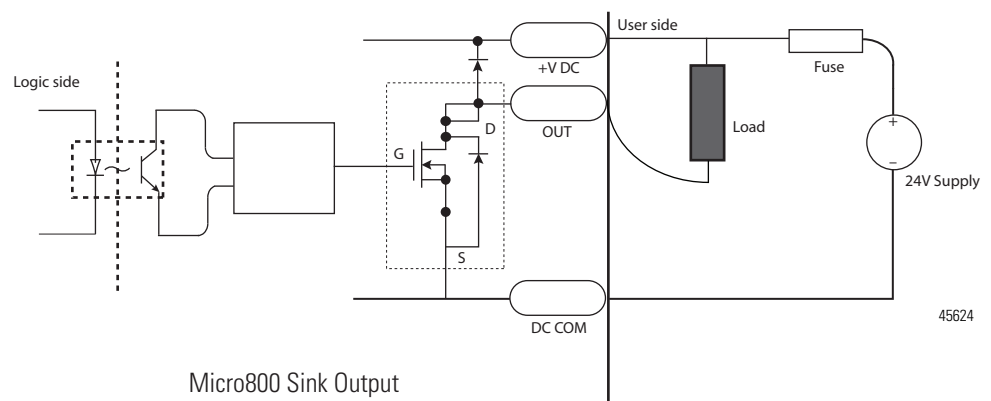 User side
+V DC
Fuse
Logic side
D
OUT
Load
G
+
−
24V Supply
S
DC COM
45624
Micro800 Sink Output